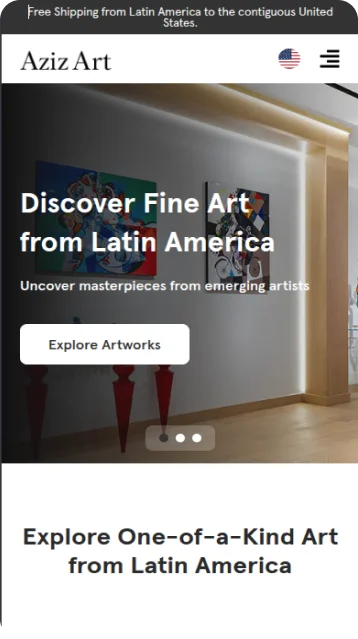 Free Shipping from Latin America to the contiguous United
States.
Aziz Art
Discover Fine Art
from Latin America
Uncover masterpieces from emerging artists
Explore Artworks
Explore One-of-a-Kind Art
from Latin America